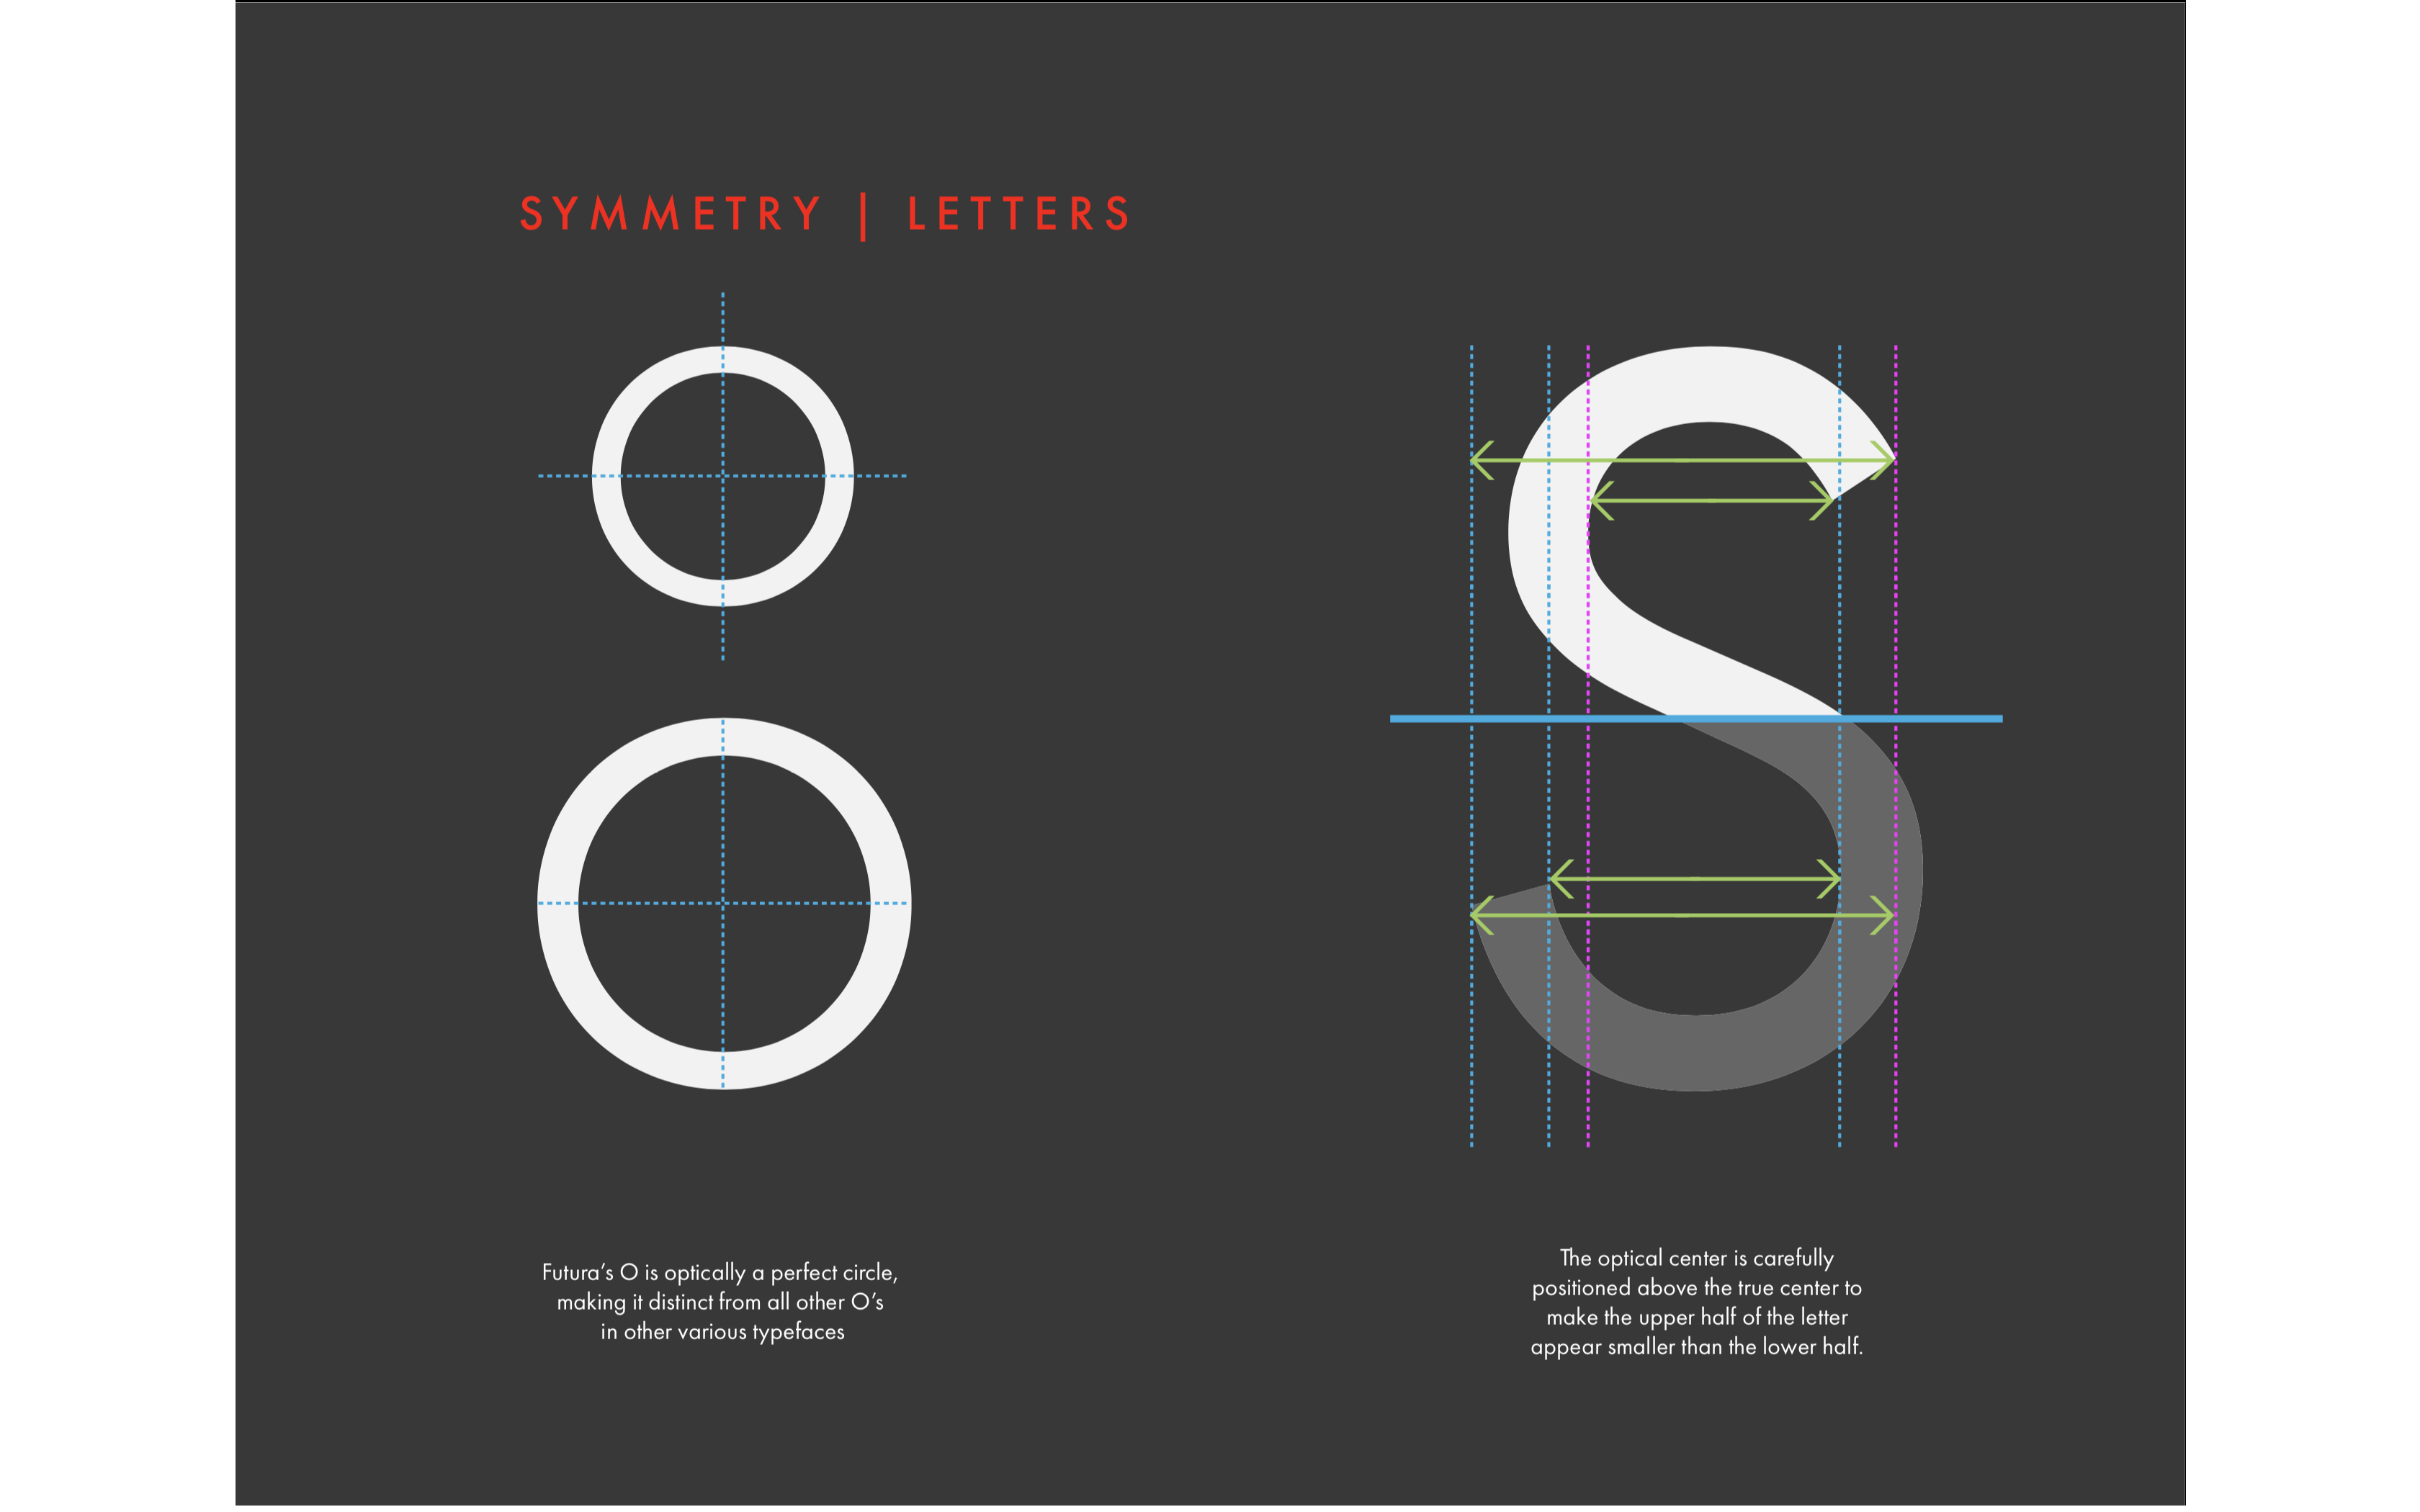 SYMMETRY | LETTERS
o
O
S
Futura's O is optically a perfect circle,
making it distinct from all other O's
in other various typefaces
The optical center is carefully
positioned above the true center to
make the upper half of the letter
appear smaller than the lower half.